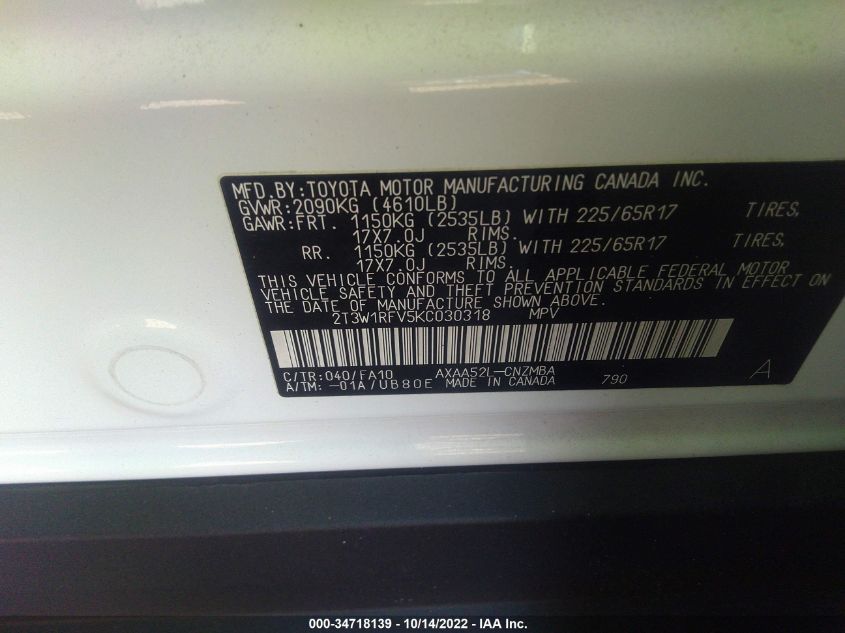 MFD.BY:TOYOTA MOTOR MANUFACTURING CANADA INC.
GVWR:2090KG (4610LB)
GAWR:FRT. 1150KG (2535LB) WITH 225/65R17 TIRES,
17X7.0J RIMS.
RR. 1150KG (2535LB) WITH 225/65R17 TIRES,
17X7.0J RIMS.
THIS VEHICLE CONFORMS TO ALL APPLICABLE FEDERAL MOTOR
VEHICLE SAFETY AND THEFT PREVENTION STANDARDS IN EFFECT ON
THE DATE OF MANUFACTURE SHOWN ABOVE.
2T3W1RFV5KC030318 MPV
C/TR:040/FA10 AXAA52L-CNZMBA 790 A
A/TM:-01A/UB80E MADE IN CANADA
000-34718139 - 10/14/2022 - IAA Inc.